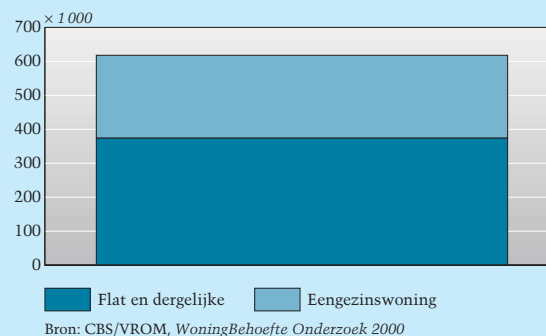 × 1 000
700
600
500
400
300
200
100
0
Flat en dergelijke Eengezinswoning
Bron: CBS/VROM, WoningBehoefte Onderzoek 2000